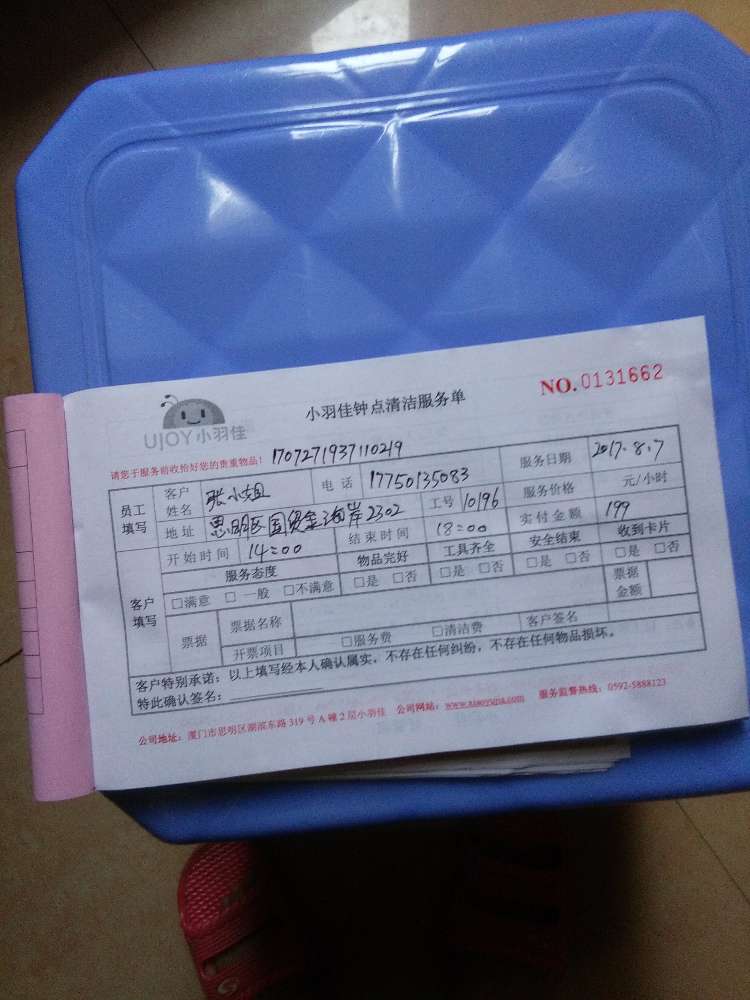 UJOY小羽佳
小羽佳钟点清洁服务单
NO.0131662
请您于服务前收拾好您的贵重物品！ 1707271937110219
员工填写 客户姓名 张小姐 电话 17750135083 服务日期 2017.8.7
地址 思明区国贸金海岸2302 工号 10196 服务价格 元/小时
开始时间 14:00 结束时间 18:00 实付金额 199
客户填写 服务态度 物品完好 工具齐全 安全结束 收到卡片
□满意 □一般 □不满意 □是 □否 □是 □否 □是 □否 □是 □否
票据 票据名称 票据金额
开票项目 □服务费 □清洁费 客户签名
客户特别承诺：以上填写经本人确认属实，不存在任何纠纷，不存在任何物品损坏。
特此确认签名：
公司地址：厦门市思明区湖滨东路319号A幢2层小羽佳 公司网站： 服务监督热线：0592-5888123